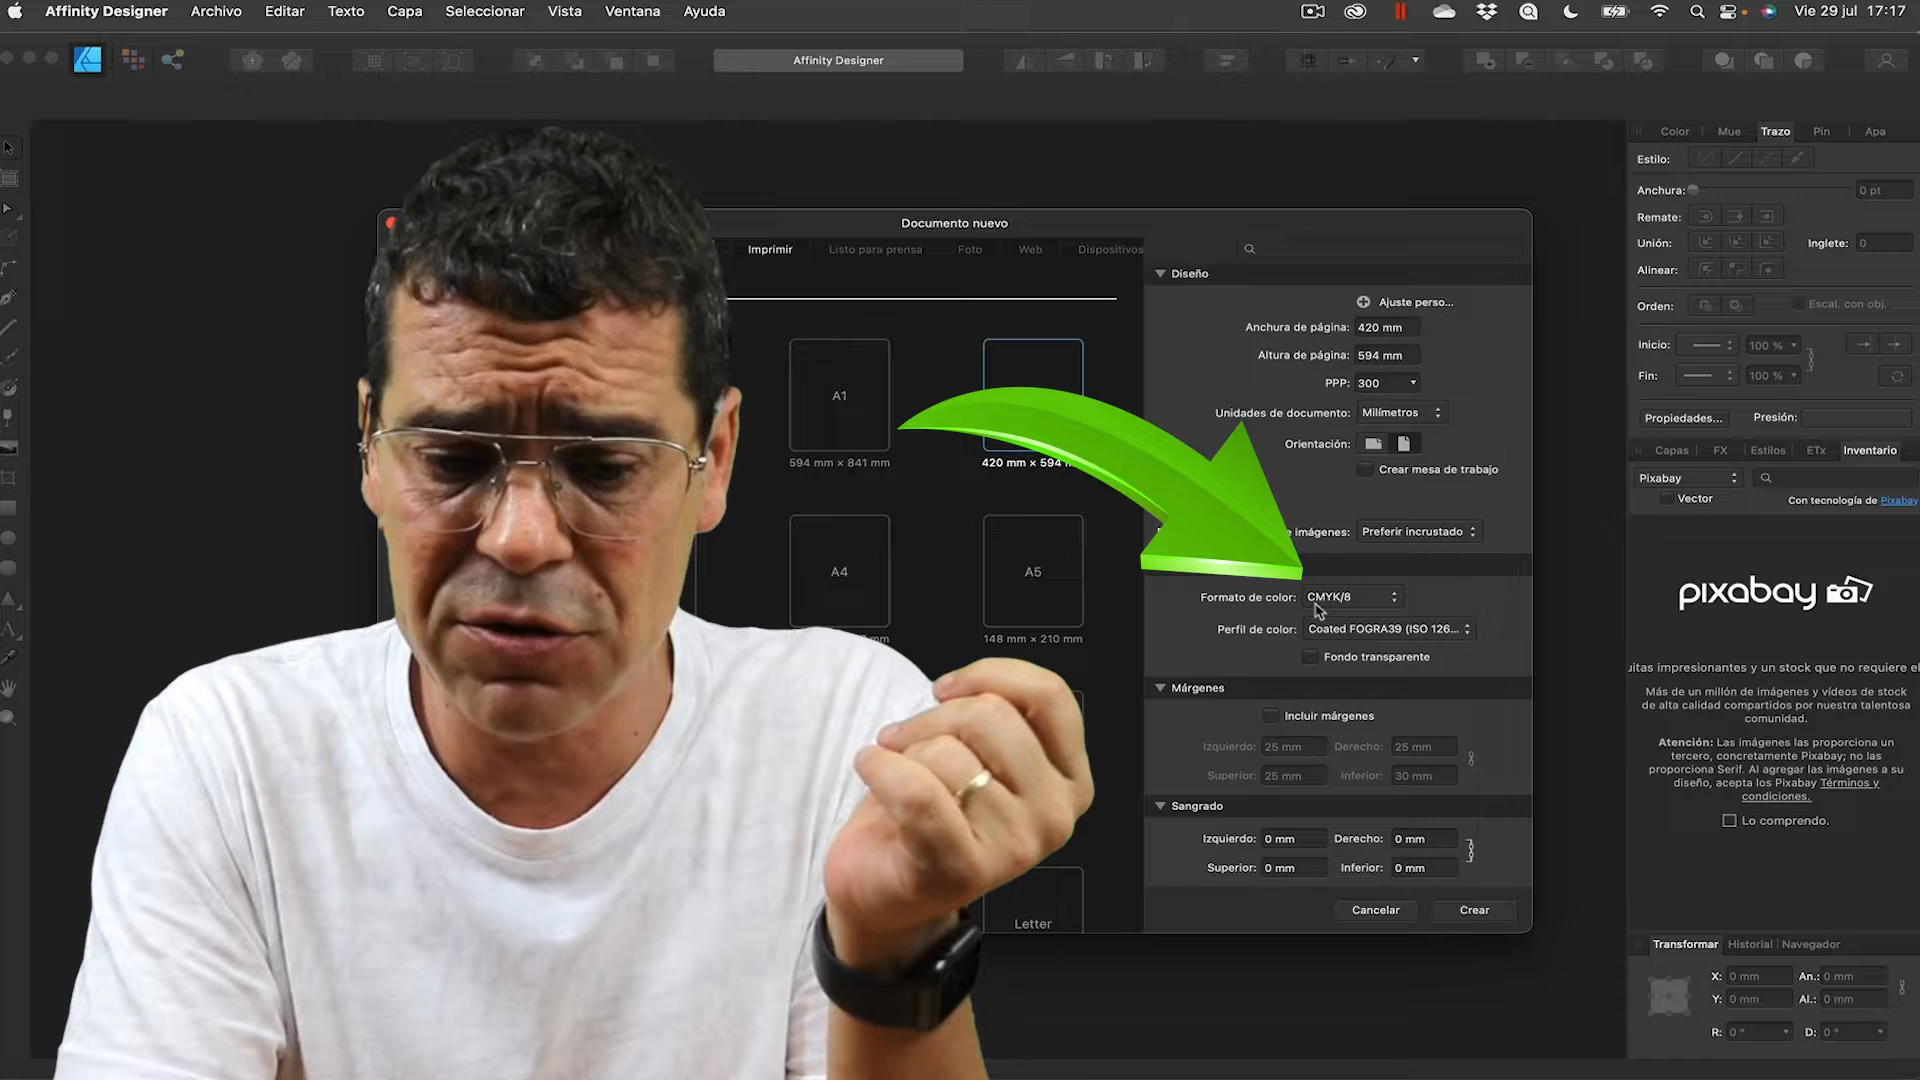 Affinity Designer Archivo Editar Texto Capa Seleccionar Vista Ventana Ayuda Vie 29 jul 17:17
Affinity Designer
Documento nuevo
Imprimir Listo para prensa Foto Web Dispositivos
A1
594 mm × 841 mm
420 mm × 594
A4
A5
148 mm × 210 mm
Letter
Diseño
Ajuste perso...
Anchura de página: 420 mm
Altura de página: 594 mm
PPP: 300
Unidades de documento: Milímetros
Orientación:
Crear mesa de trabajo
imágenes: Preferir incrustado
Formato de color: CMYK/8
Perfil de color: Coated FOGRA39 (ISO 126...
Fondo transparente
Márgenes
Incluir márgenes
Izquierdo: 25 mm Derecho: 25 mm
Superior: 25 mm Inferior: 30 mm
Sangrado
Izquierdo: 0 mm Derecho: 0 mm
Superior: 0 mm Inferior: 0 mm
Cancelar Crear
Color Mue Trazo Pin Apa
Estilo:
Anchura: 0 pt
Remate:
Unión: Inglete: 0
Alinear:
Orden: Escal. con obj.
Inicio: 100 %
Fin: 100 %
Propiedades... Presión:
Capas FX Estilos ETx Inventario
Pixabay
Vector Con tecnología de Pixabay
pixabay
uitas impresionantes y un stock que no requiere el
Más de un millón de imágenes y vídeos de stock
de alta calidad compartidos por nuestra talentosa
comunidad.
Atención: Las imágenes las proporciona un
tercero, concretamente Pixabay; no las
proporciona Serif. Al agregar las imágenes a su
diseño, acepta los Pixabay Términos y
condiciones.
Lo comprendo.
Transformar Historial Navegador
X: 0 mm An.: 0 mm
Y: 0 mm Al.: 0 mm
R: 0 ° D: 0 °